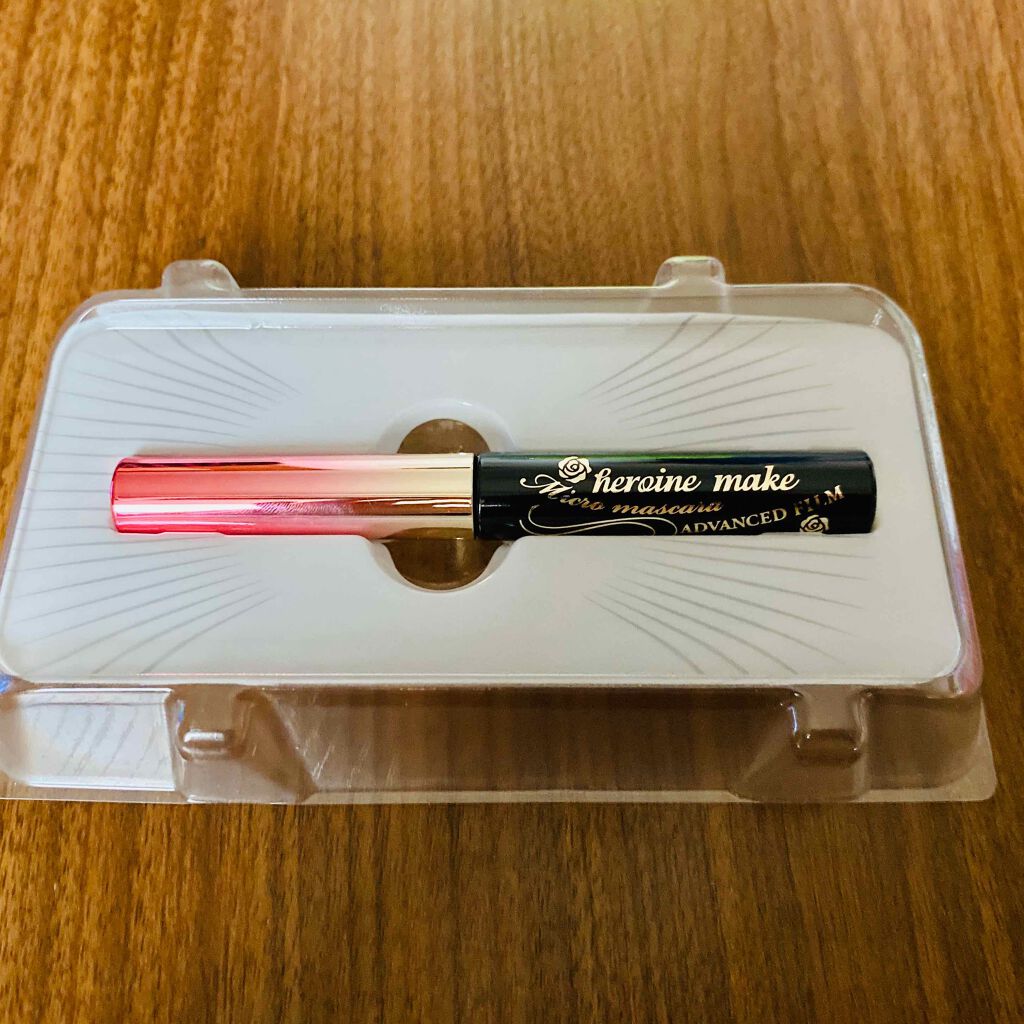 heroine make
Micro mascara
ADVANCED FILM